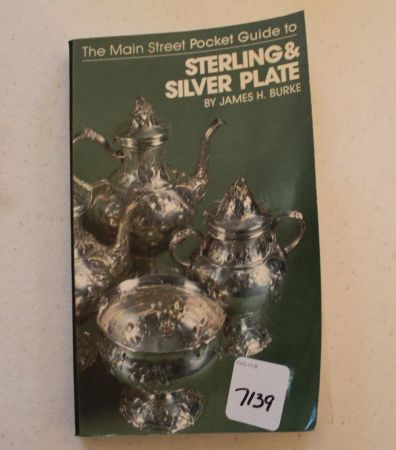 The Main Street Pocket Guide to
STERLING &
SILVER PLATE
BY JAMES H. BURKE
7139